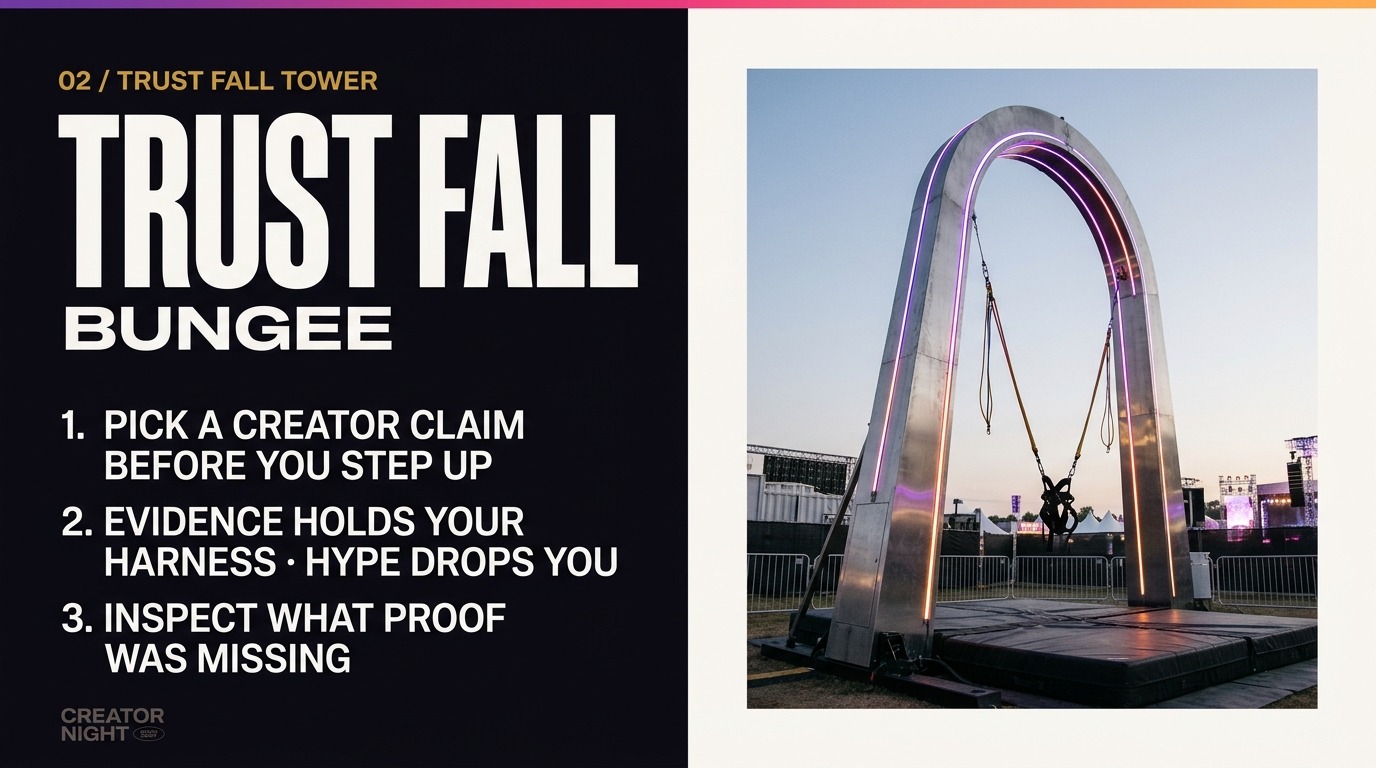 02 / TRUST FALL TOWER
TRUST FALL
BUNGEE
1. PICK A CREATOR CLAIM
BEFORE YOU STEP UP
2. EVIDENCE HOLDS YOUR
HARNESS · HYPE DROPS YOU
3. INSPECT WHAT PROOF
WAS MISSING
CREATOR
NIGHT